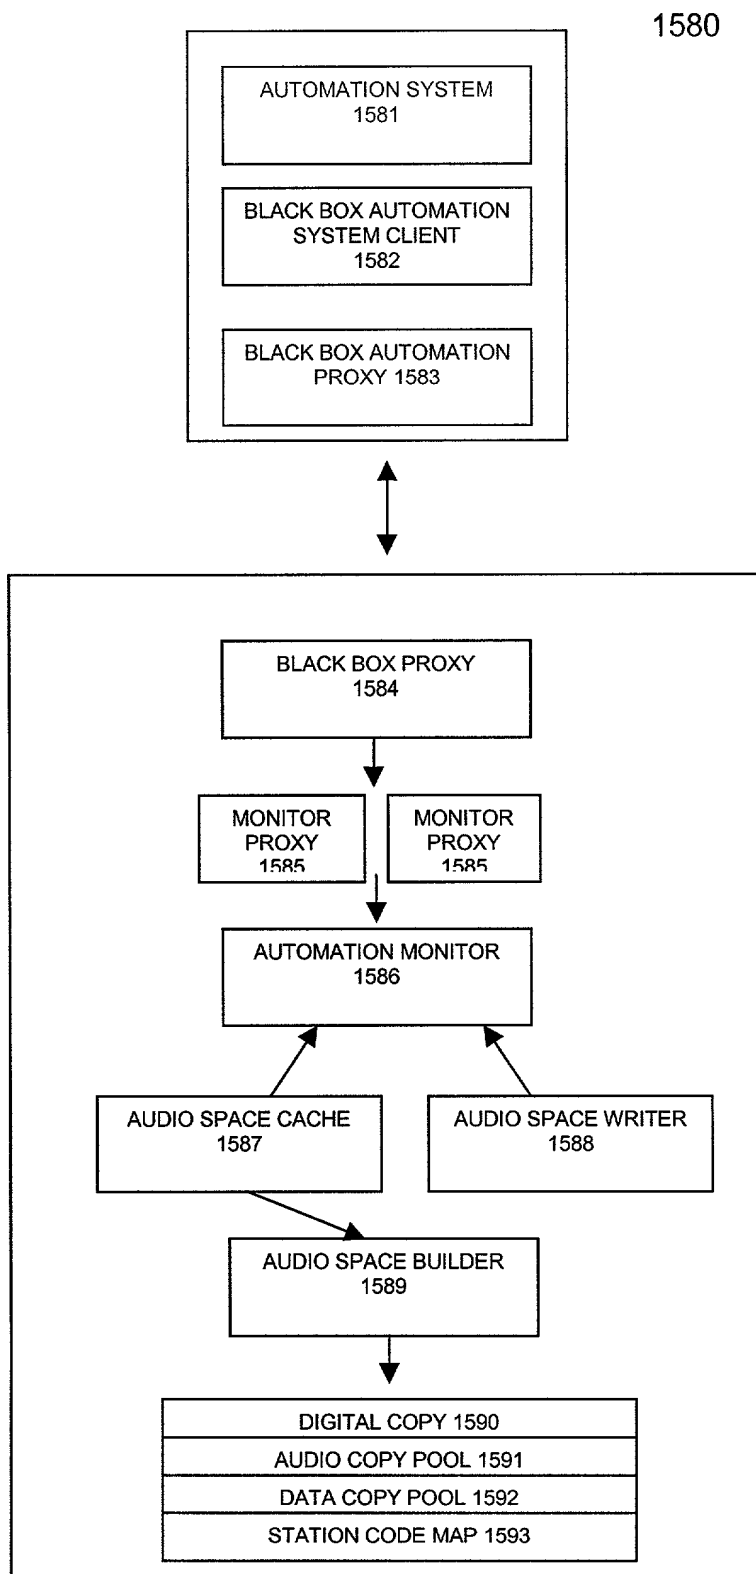 1580
AUTOMATION SYSTEM
1581
BLACK BOX AUTOMATION
SYSTEM CLIENT
1582
BLACK BOX AUTOMATION
PROXY 1583
BLACK BOX PROXY
1584
MONITOR
PROXY
1585
MONITOR
PROXY
1585
AUTOMATION MONITOR
1586
AUDIO SPACE CACHE
1587
AUDIO SPACE WRITER
1588
AUDIO SPACE BUILDER
1589
DIGITAL COPY 1590
AUDIO COPY POOL 1591
DATA COPY POOL 1592
STATION CODE MAP 1593